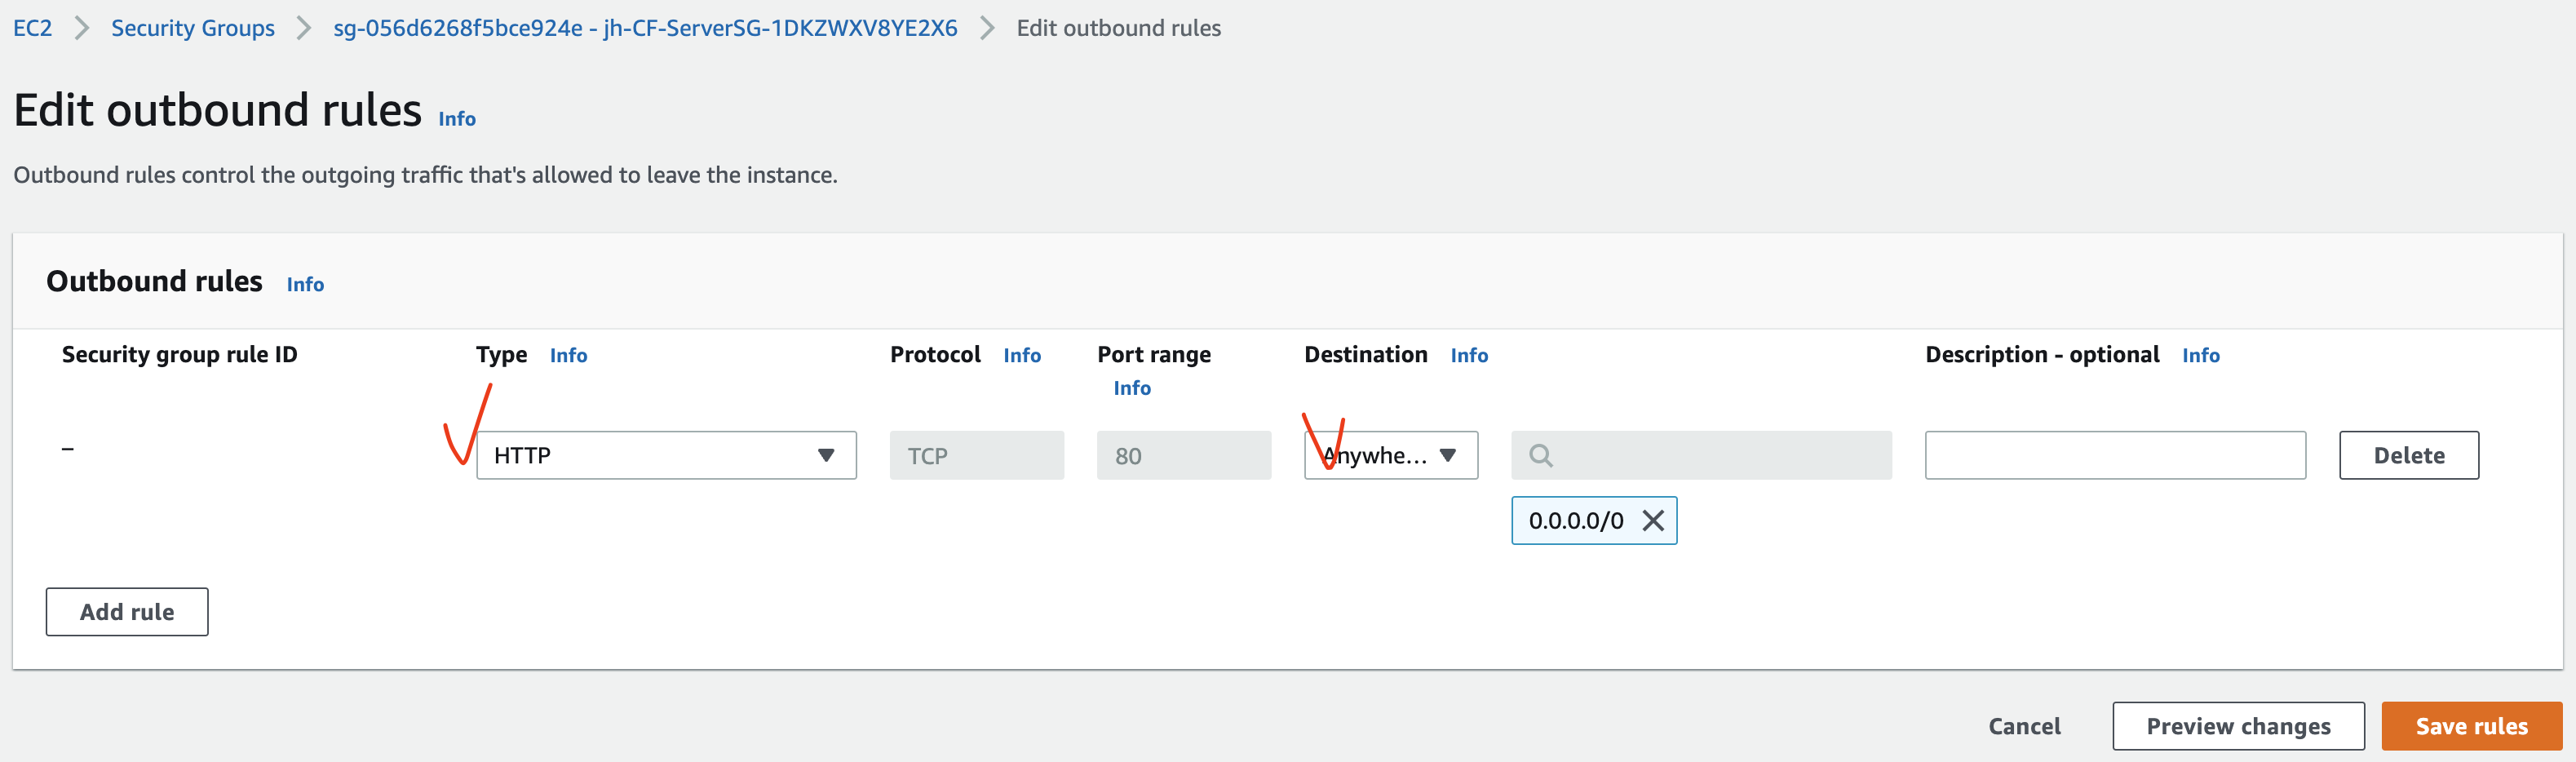 EC2 > Security Groups > sg-056d6268f5bce924e - jh-CF-ServerSG-1DKZWXV8YE2X6 > Edit outbound rules
Edit outbound rules Info
Outbound rules control the outgoing traffic that's allowed to leave the instance.
Outbound rules Info
Security group rule ID Type Info Protocol Info Port range Info Destination Info Description - optional Info
– HTTP TCP 80 Anywhe... Delete
0.0.0.0/0
Add rule
Cancel Preview changes Save rules